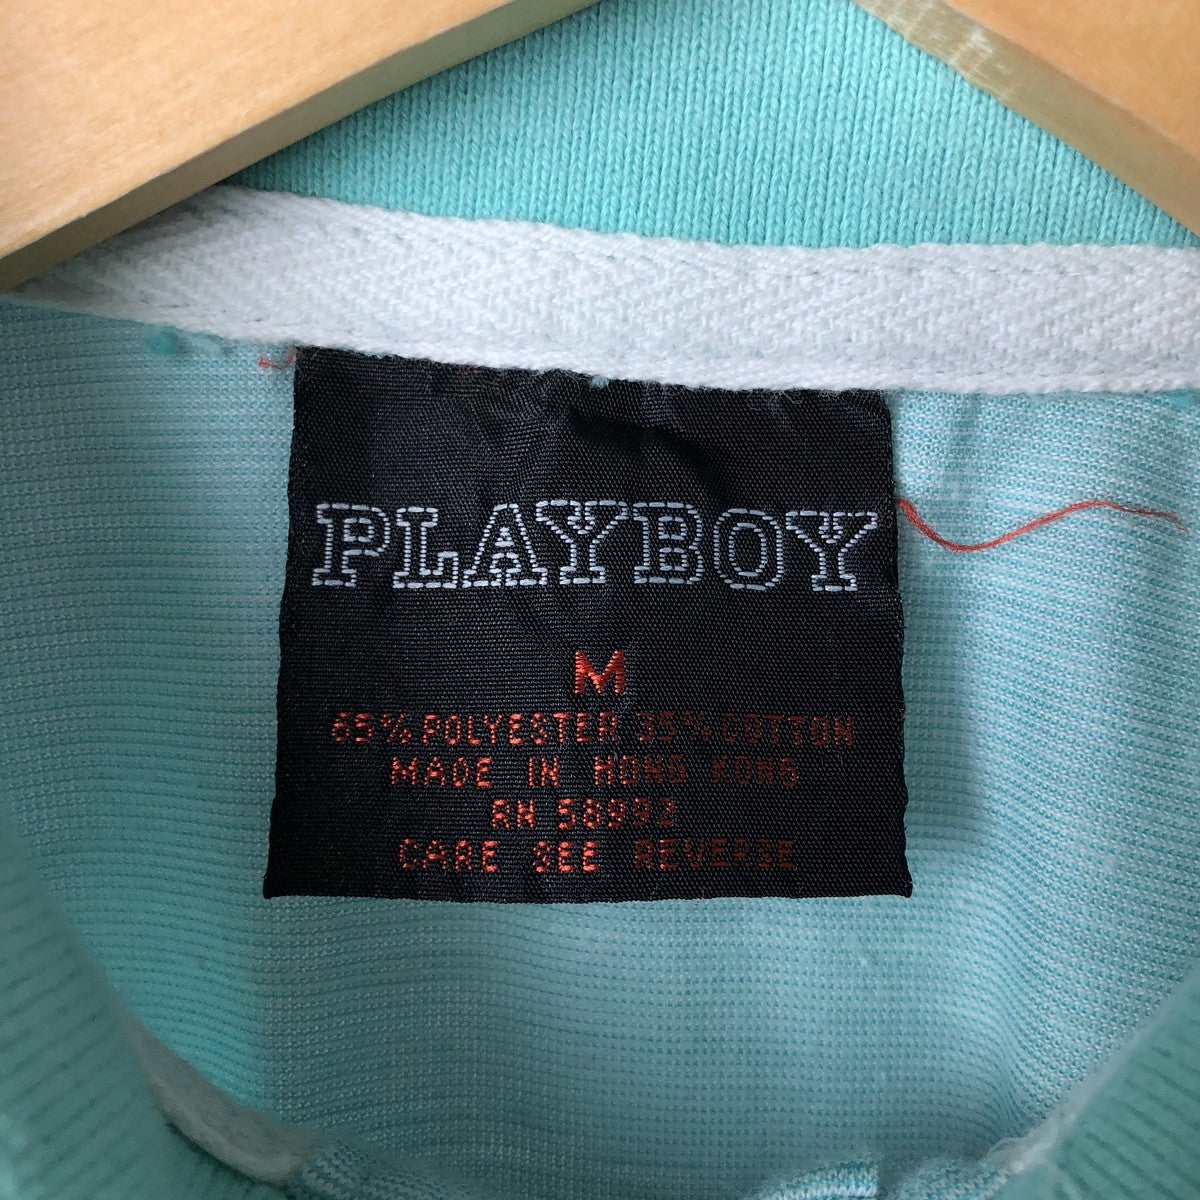 PLAYBOY
M
65% POLYESTER 35% COTTON
MADE IN HONG KONG
RN 58992
CARE SEE REVERSE